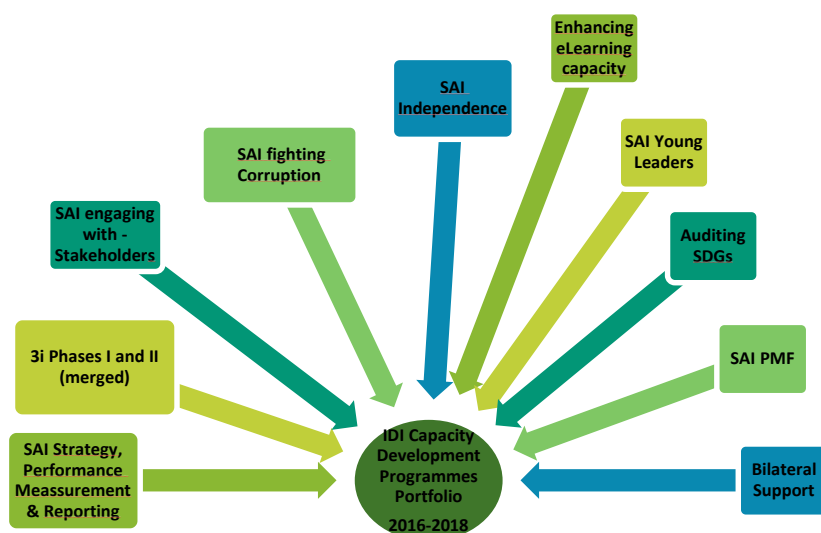 Enhancing
eLearning
capacity
SAI
Independence
SAI Young
Leaders
SAI fighting
Corruption
SAI engaging
with -
Stakeholders
Auditing
SDGs
3i Phases I and II
(merged)
SAI PMF
SAI Strategy,
Performance
Meassurement
& Reporting
IDI Capacity
Development
Programmes
Portfolio
2016-2018
Bilateral
Support